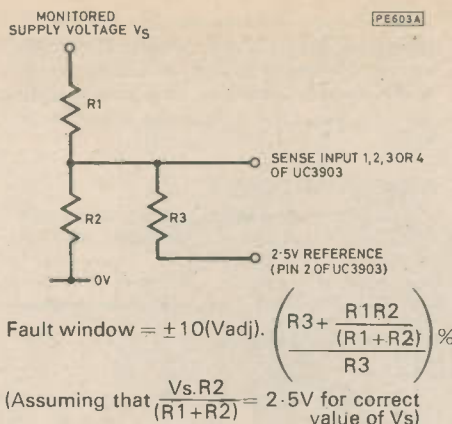 MONITORED
SUPPLY VOLTAGE VS
PE603A
R1
SENSE INPUT 1,2,3 OR 4
OF UC3903
R2
R3
2·5V REFERENCE
(PIN 2 OF UC3903)
0V
Fault window = ±10(Vadj). (R3 + R1R2/(R1+R2) / R3) %
(Assuming that Vs.R2/(R1+R2) = 2·5V for correct
value of Vs)